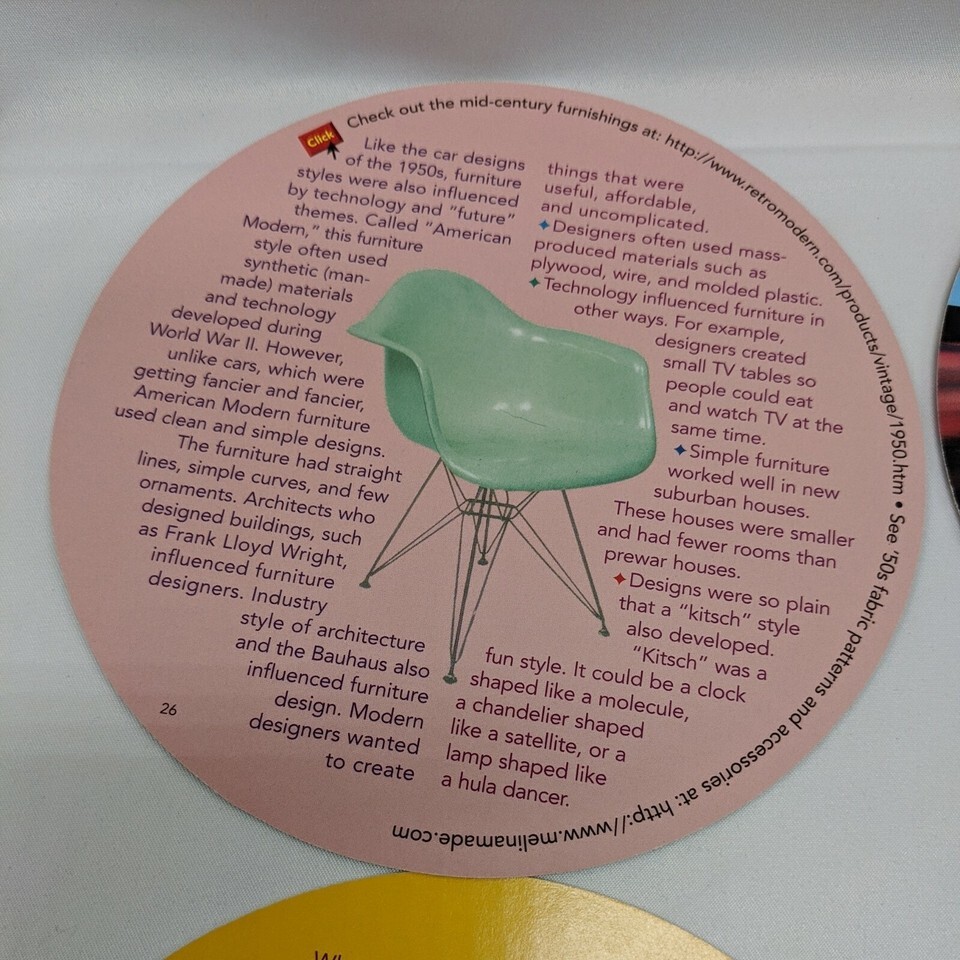 Click
Check out the mid-century furnishings at: http://www.retromodern.com/products/vintage/1950.htm • See '50s fabric patterns and accessories at: http://www.melinamade.com
Like the car designs
of the 1950s, furniture
styles were also influenced
by technology and "future"
themes. Called "American
Modern," this furniture
style often used
synthetic (man-
made) materials
and technology
developed during
World War II. However,
unlike cars, which were
getting fancier and fancier,
American Modern furniture
used clean and simple designs.
The furniture had straight
lines, simple curves, and few
ornaments. Architects who
designed buildings, such
as Frank Lloyd Wright,
influenced furniture
designers. Industry
style of architecture
and the Bauhaus also
influenced furniture
design. Modern
designers wanted
to create
things that were
useful, affordable,
and uncomplicated.
✦Designers often used mass-
produced materials such as
plywood, wire, and molded plastic.
✦Technology influenced furniture in
other ways. For example,
designers created
small TV tables so
people could eat
and watch TV at the
same time.
✦Simple furniture
worked well in new
suburban houses.
These houses were smaller
and had fewer rooms than
prewar houses.
✦Designs were so plain
that a "kitsch" style
also developed.
"Kitsch" was a
fun style. It could be a clock
shaped like a molecule,
a chandelier shaped
like a satellite, or a
lamp shaped like
a hula dancer.
26